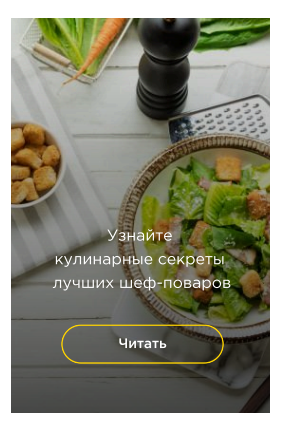 Узнайте
кулинарные секреты
лучших шеф-поваров
Читать